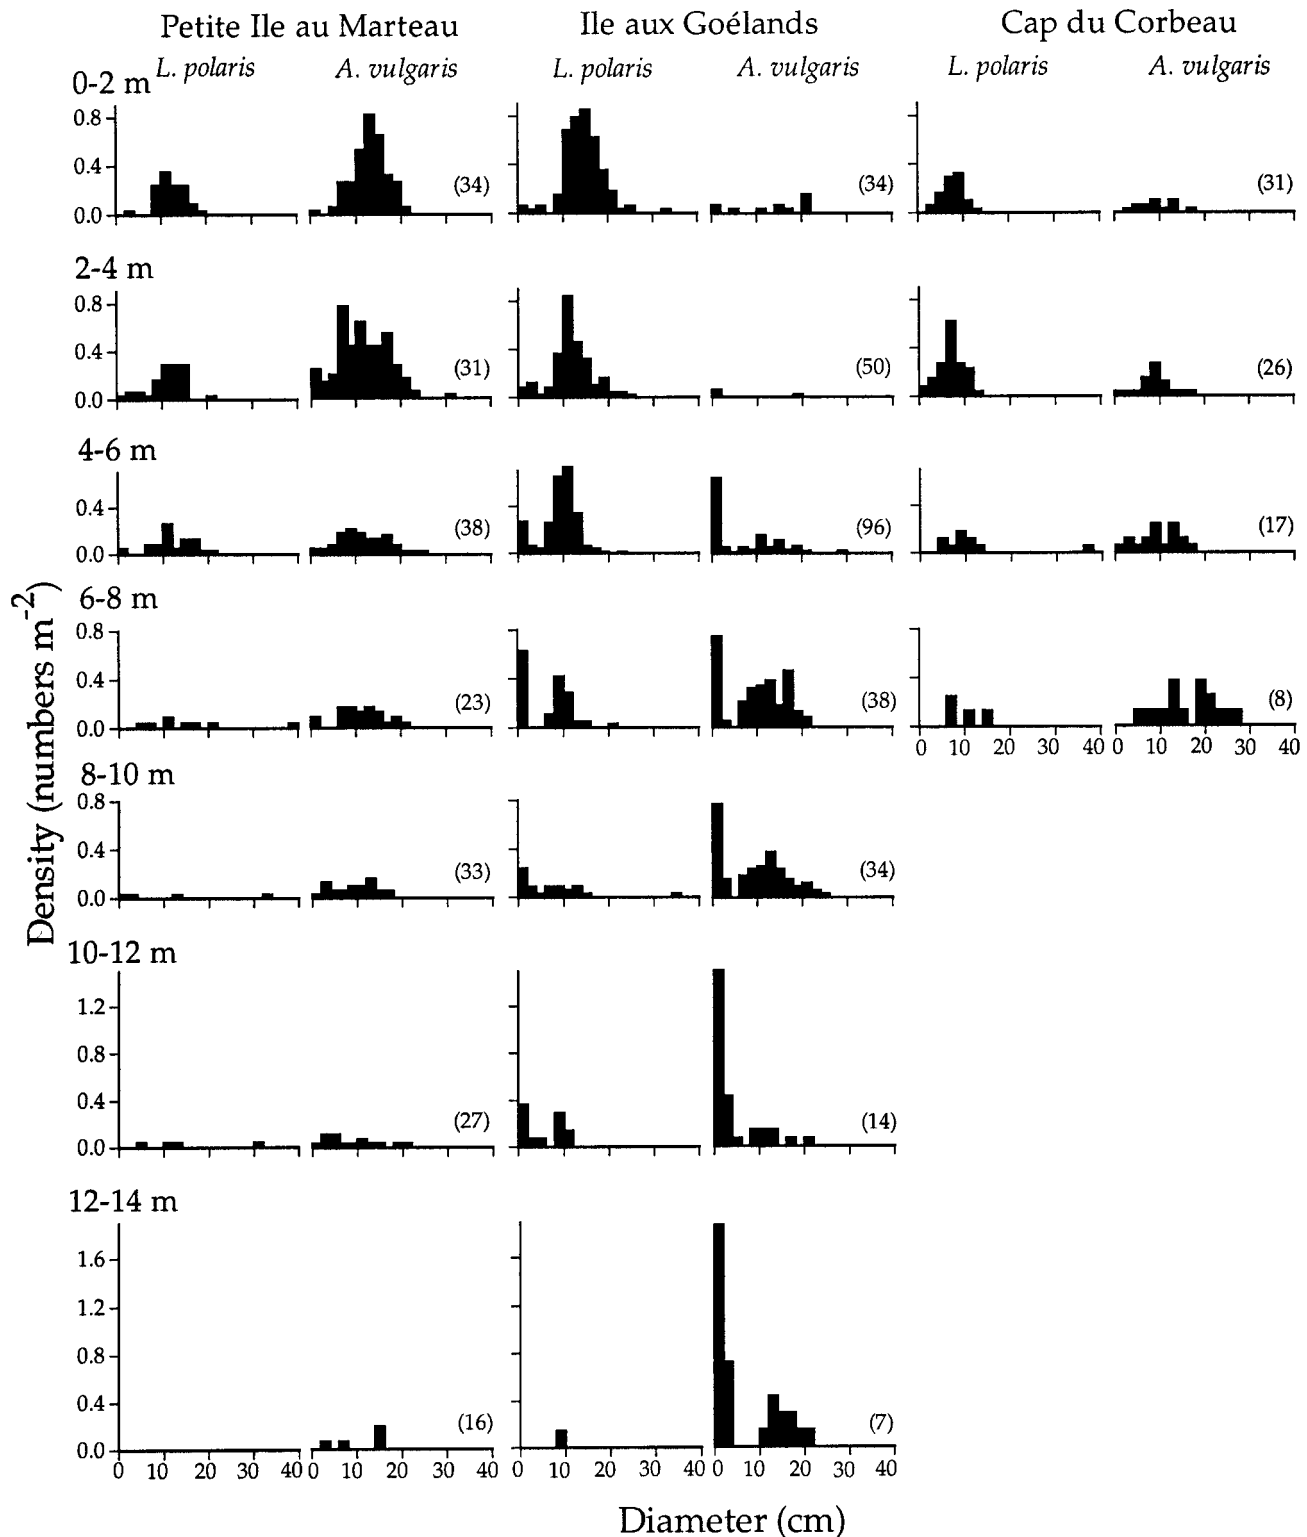 Petite Ile au Marteau Ile aux Goélands Cap du Corbeau
L. polaris A. vulgaris L. polaris A. vulgaris L. polaris A. vulgaris
0-2 m
0.8
0.4
0.0
(34) (34) (31)
2-4 m
0.8
0.4
0.0
(31) (50) (26)
4-6 m
0.4
0.0
(38) (96) (17)
6-8 m
0.8
0.4
0.0
(23) (38) (8)
0 10 20 30 40 0 10 20 30 40
8-10 m
0.8
0.4
0.0
(33) (34)
10-12 m
1.2
0.8
0.4
0.0
(27) (14)
12-14 m
1.6
1.2
0.8
0.4
0.0
(16) (7)
0 10 20 30 40 0 10 20 30 40 0 10 20 30 40 0 10 20 30 40
Density (numbers m⁻²)
Diameter (cm)